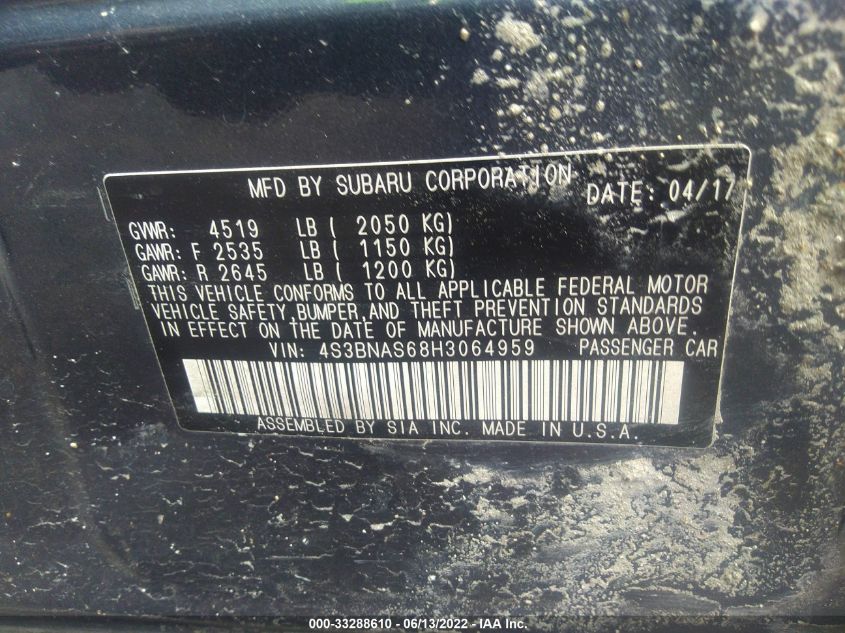 MFD BY SUBARU CORPORATION DATE: 04/17
GVWR: 4519 LB ( 2050 KG)
GAWR: F 2535 LB ( 1150 KG)
GAWR: R 2645 LB ( 1200 KG)
THIS VEHICLE CONFORMS TO ALL APPLICABLE FEDERAL MOTOR
VEHICLE SAFETY,BUMPER,AND THEFT PREVENTION STANDARDS
IN EFFECT ON THE DATE OF MANUFACTURE SHOWN ABOVE.
VIN: 4S3BNAS68H3064959 PASSENGER CAR
ASSEMBLED BY SIA INC. MADE IN U.S.A.
000-33288610 - 06/13/2022 - IAA Inc.